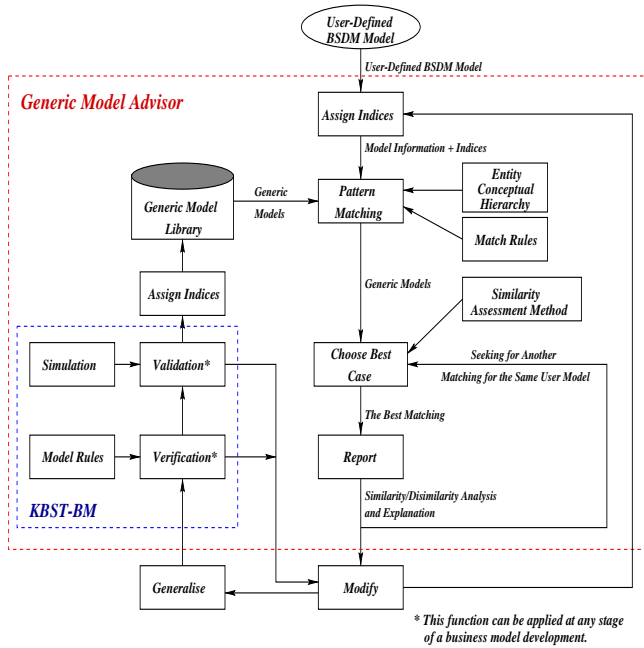 User-Defined
BSDM Model
User-Defined BSDM Model
Generic Model Advisor
Assign Indices
Model Information + Indices
Generic Model
Library
Generic
Models
Pattern
Matching
Entity
Conceptual
Hierarchy
Match Rules
Assign Indices
Generic Models
Similarity
Assessment Method
Simulation
Validation*
Choose Best
Case
Seeking for Another
Matching for the Same User Model
The Best Matching
Model Rules
Verification*
Report
KBST-BM
Similarity/Disimilarity Analysis
and Explanation
Generalise
Modify
* This function can be applied at any stage
of a business model development.